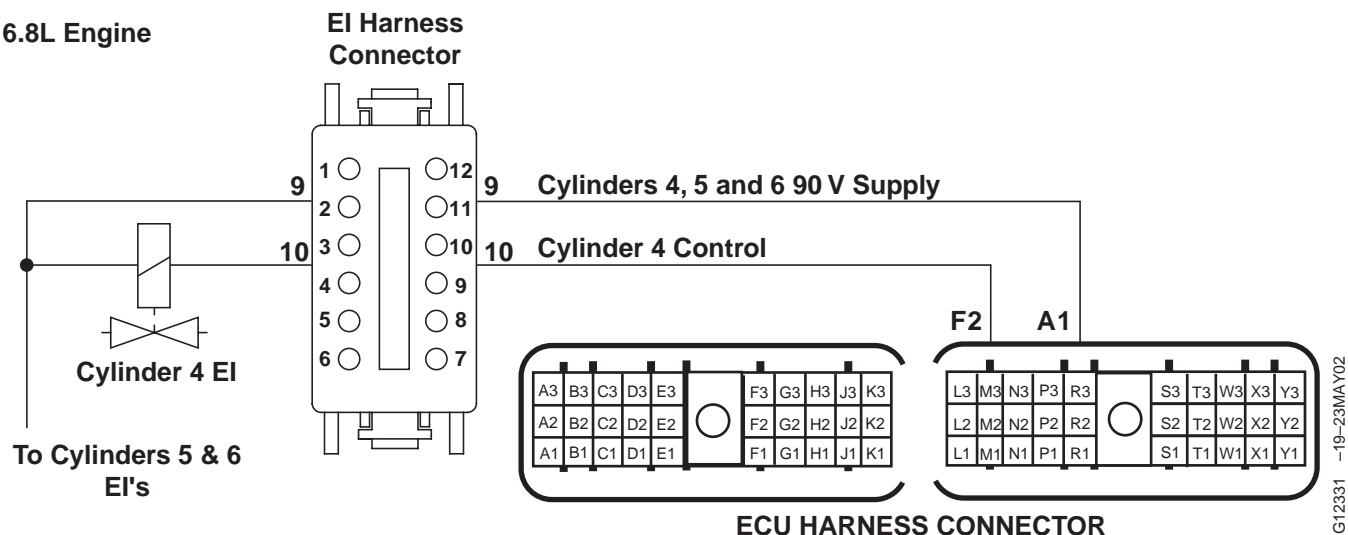 6.8L Engine
EI Harness
Connector
9
10
1
2
3
4
5
6
12
11
10
9
8
7
9 Cylinders 4, 5 and 6 90 V Supply
10 Cylinder 4 Control
Cylinder 4 EI
To Cylinders 5 & 6
EI's
F2 A1
A3 B3 C3 D3 E3 F3 G3 H3 J3 K3
A2 B2 C2 D2 E2 F2 G2 H2 J2 K2
A1 B1 C1 D1 E1 F1 G1 H1 J1 K1
L3 M3 N3 P3 R3 S3 T3 W3 X3 Y3
L2 M2 N2 P2 R2 S2 T2 W2 X2 Y2
L1 M1 N1 P1 R1 S1 T1 W1 X1 Y1
ECU HARNESS CONNECTOR
G12331 –19–23MAY02